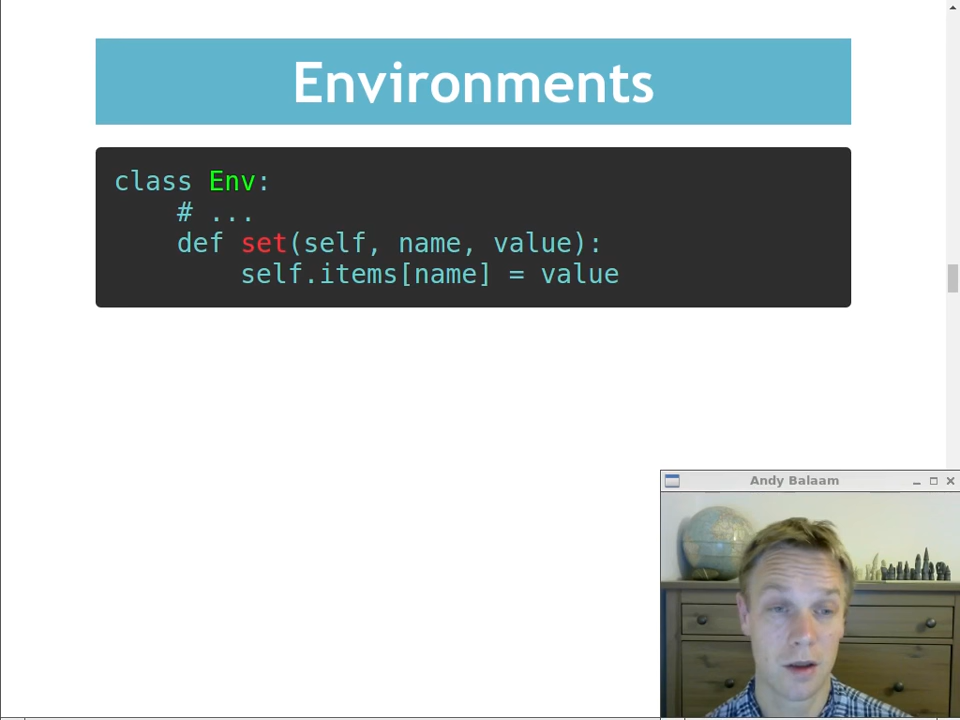 Environments
class Env:
    # ...
    def set(self, name, value):
        self.items[name] = value
Andy Balaam